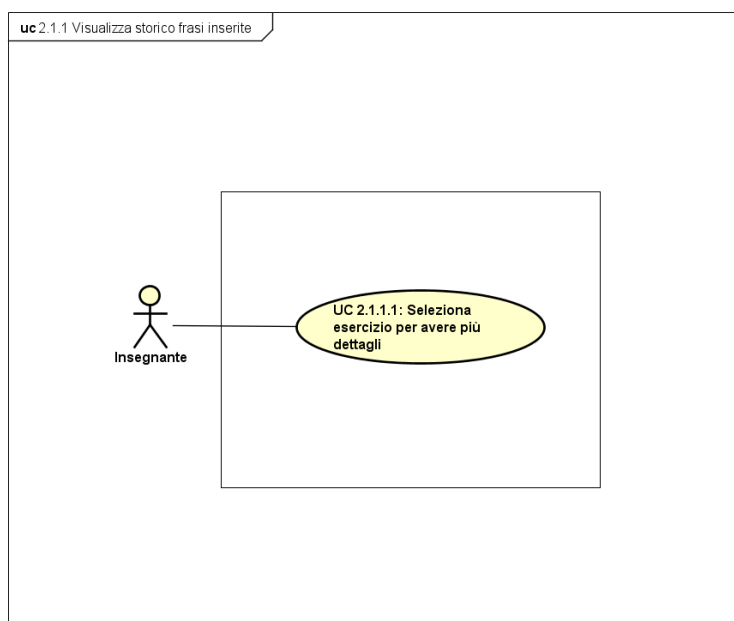 uc 2.1.1 Visualizza storico frasi inserite
UC 2.1.1.1: Seleziona
esercizio per avere più
dettagli
Insegnante